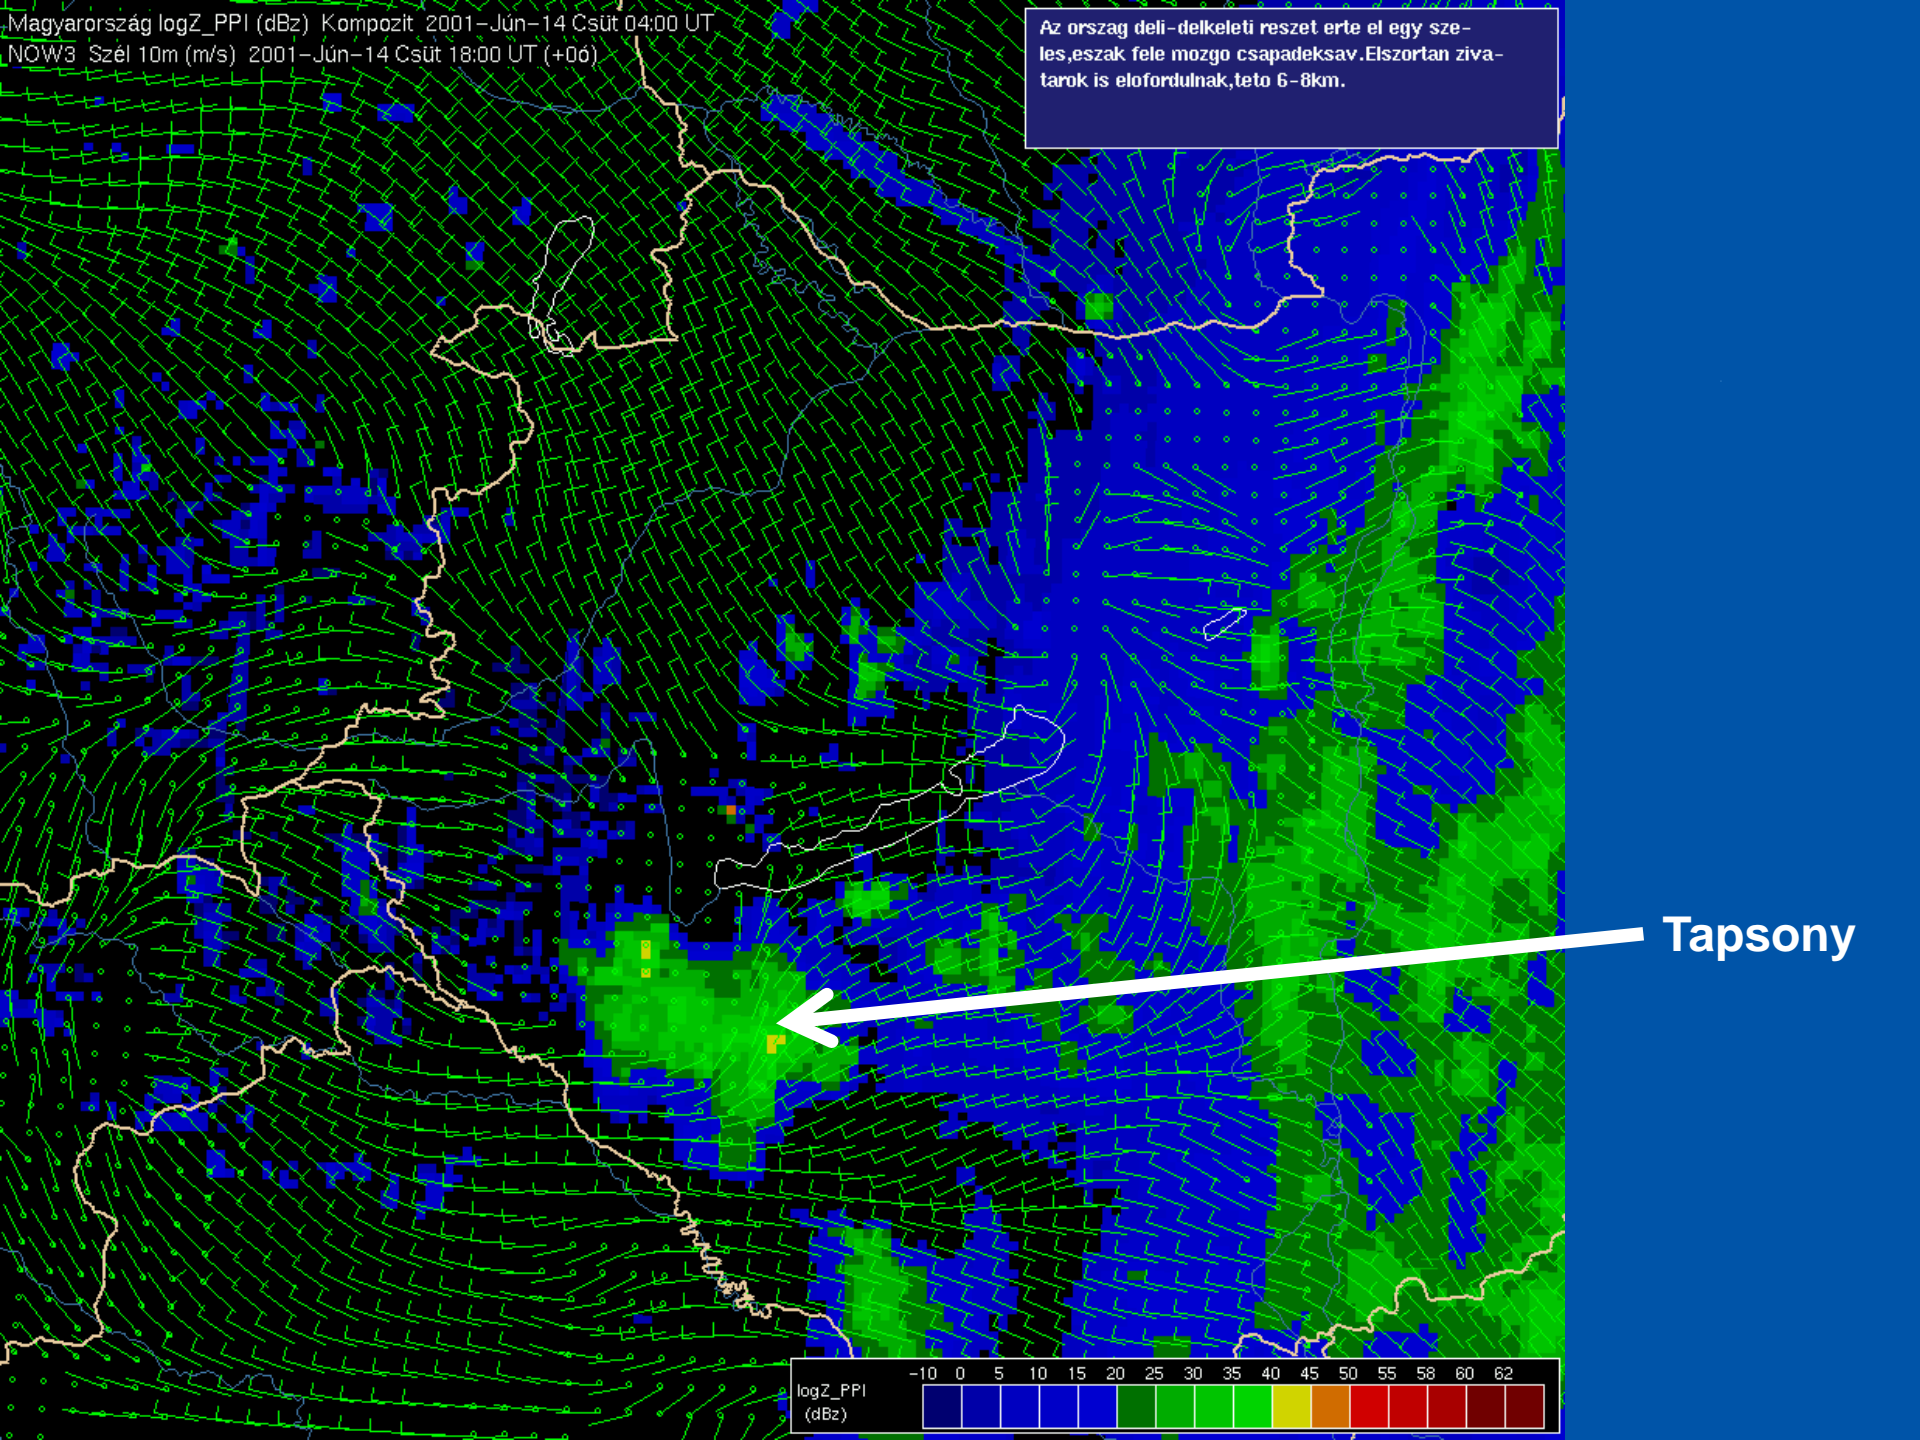 Magyarország logZ_PPI (dBz) Kompozit 2001-Jún-14 Csüt 04:00 UT
NOW3 Szél 10m (m/s) 2001-Jún-14 Csüt 18:00 UT (+06)
Az orszag deli-delkeleti reszet erte el egy sze-
les,eszak fele mozgo csapadeksav.Elszortan ziva-
tarok is elofordulnak,teto 6-8km.
Tapsony
-10 0 5 10 15 20 25 30 35 40 45 50 55 58 60 62
logZ_PPI
(dBz)